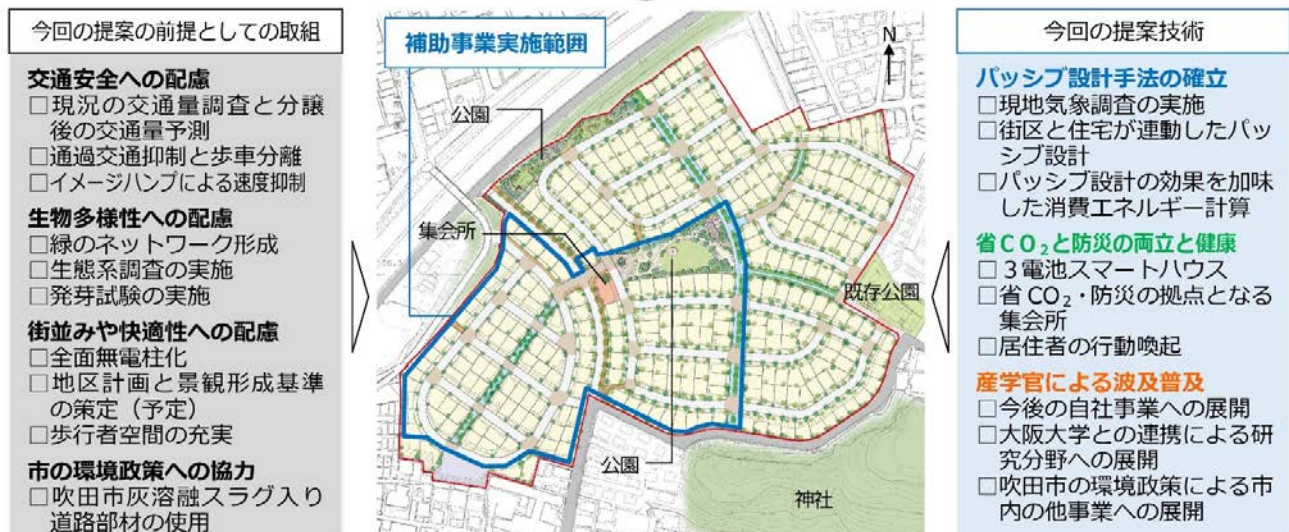 今回の提案の前提としての取組
交通安全への配慮
□現況の交通量調査と分譲
後の交通量予測
□通過交通抑制と歩車分離
□イメージハンプによる速度抑制
生物多様性への配慮
□緑のネットワーク形成
□生態系調査の実施
□発芽試験の実施
街並みや快適性への配慮
□全面無電柱化
□地区計画と景観形成基準
の策定（予定）
□歩行者空間の充実
市の環境政策への協力
□吹田市灰溶融スラグ入り
道路部材の使用
補助事業実施範囲
N
公園
集会所
既存公園
公園
神社
今回の提案技術
パッシブ設計手法の確立
□現地気象調査の実施
□街区と住宅が連動したパッ
シブ設計
□パッシブ設計の効果を加味
した消費エネルギー計算
省CO₂と防災の両立と健康
□３電池スマートハウス
□省CO₂・防災の拠点となる
集会所
□居住者の行動喚起
産学官による波及普及
□今後の自社事業への展開
□大阪大学との連携による研
究分野への展開
□吹田市の環境政策による市
内の他事業への展開